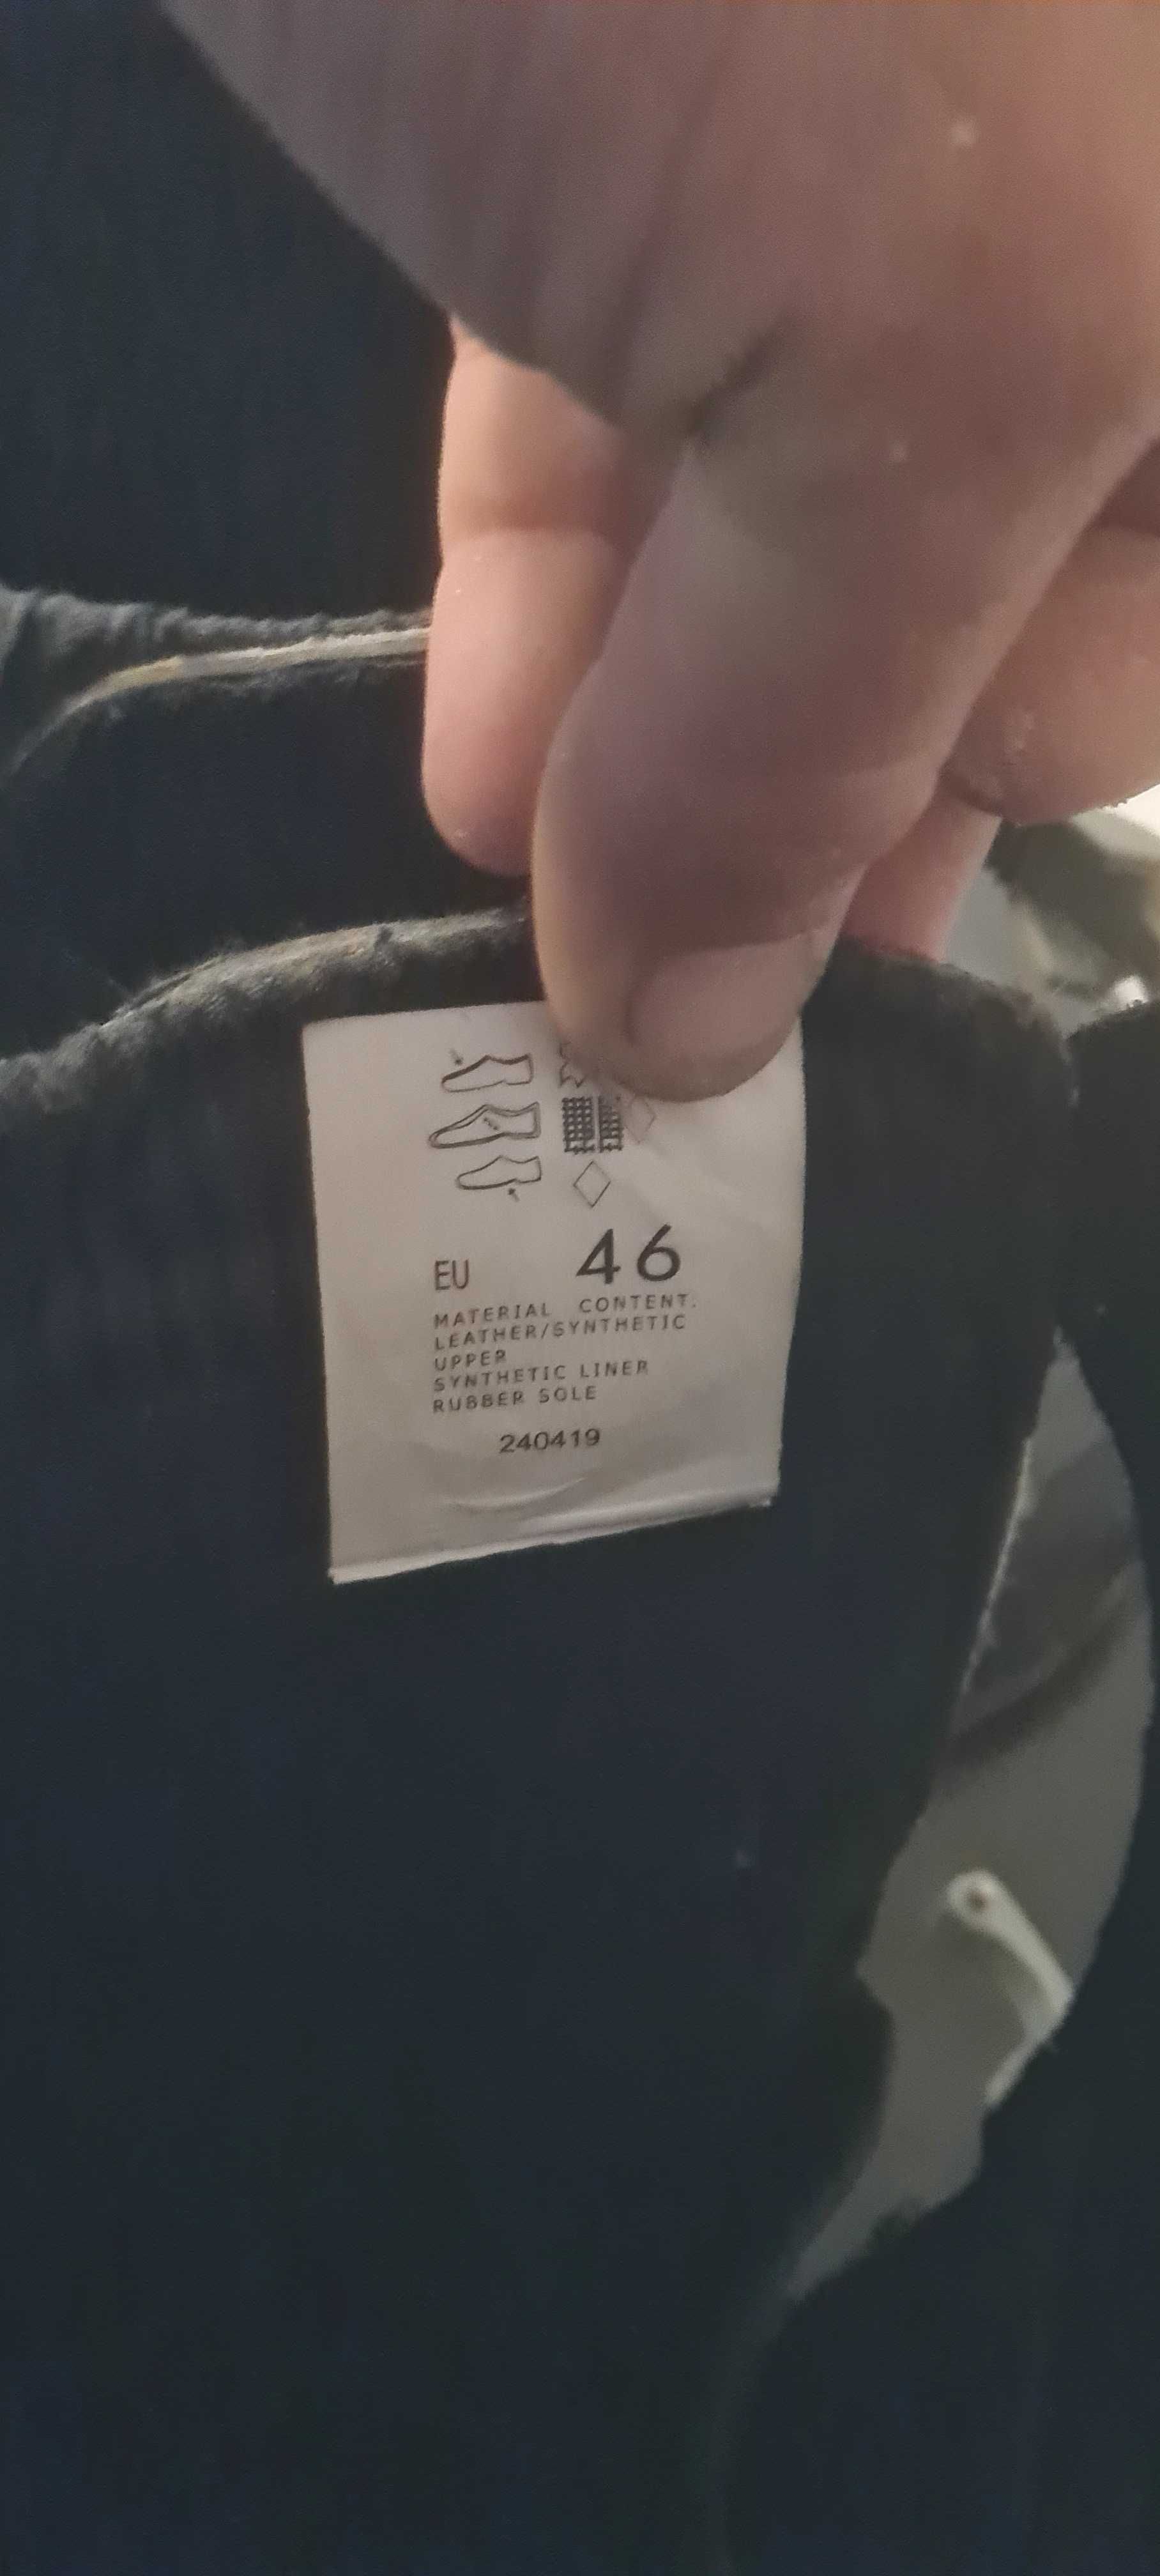 EU 46
MATERIAL CONTENT.
LEATHER/SYNTHETIC
UPPER
SYNTHETIC LINER
RUBBER SOLE
240419